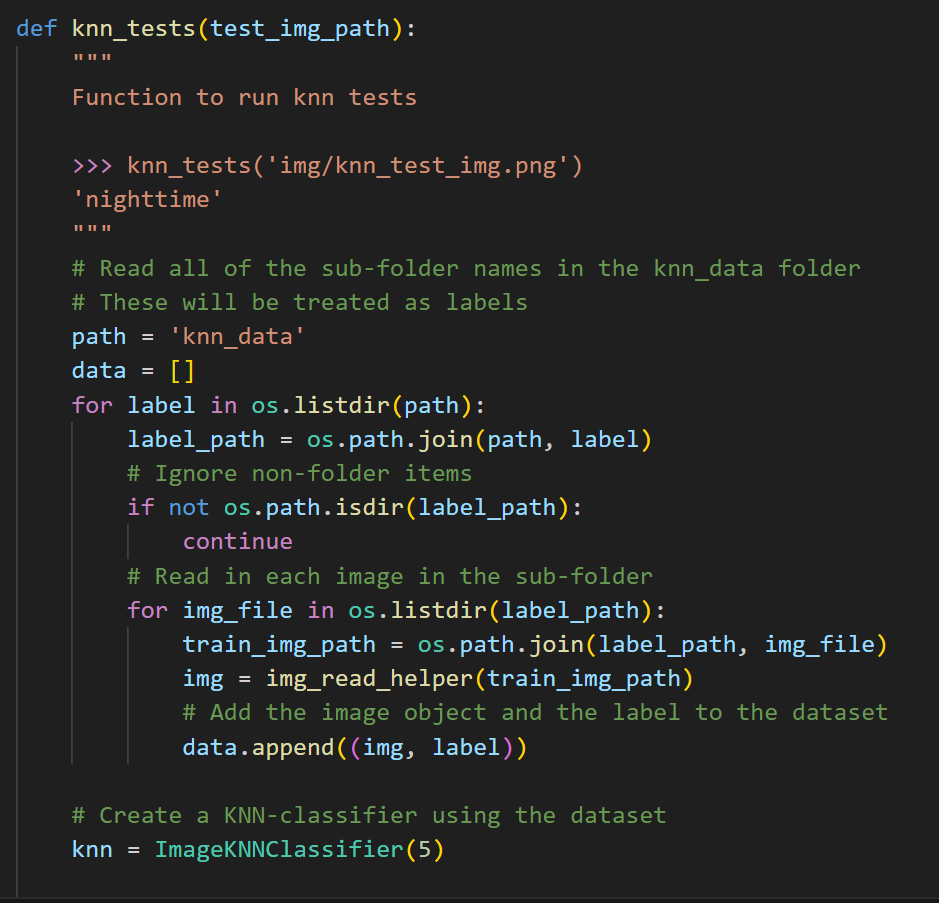 def knn_tests(test_img_path):
    """
    Function to run knn tests

    >>> knn_tests('img/knn_test_img.png')
    'nighttime'
    """
    # Read all of the sub-folder names in the knn_data folder
    # These will be treated as labels
    path = 'knn_data'
    data = []
    for label in os.listdir(path):
        label_path = os.path.join(path, label)
        # Ignore non-folder items
        if not os.path.isdir(label_path):
            continue
        # Read in each image in the sub-folder
        for img_file in os.listdir(label_path):
            train_img_path = os.path.join(label_path, img_file)
            img = img_read_helper(train_img_path)
            # Add the image object and the label to the dataset
            data.append((img, label))

    # Create a KNN-classifier using the dataset
    knn = ImageKNNClassifier(5)